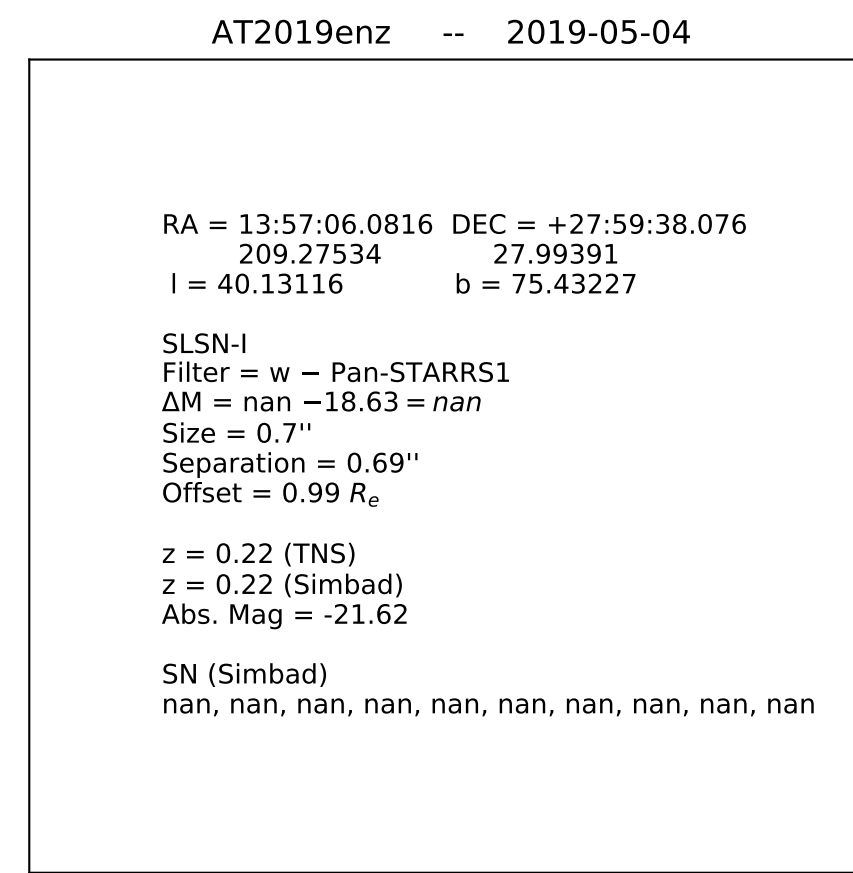 AT2019enz -- 2019-05-04
RA = 13:57:06.0816 DEC = +27:59:38.076
209.27534 27.99391
l = 40.13116 b = 75.43227
SLSN-I
Filter = w − Pan-STARRS1
ΔM = nan −18.63 = nan
Size = 0.7''
Separation = 0.69''
Offset = 0.99 Rₑ
z = 0.22 (TNS)
z = 0.22 (Simbad)
Abs. Mag = -21.62
SN (Simbad)
nan, nan, nan, nan, nan, nan, nan, nan, nan, nan